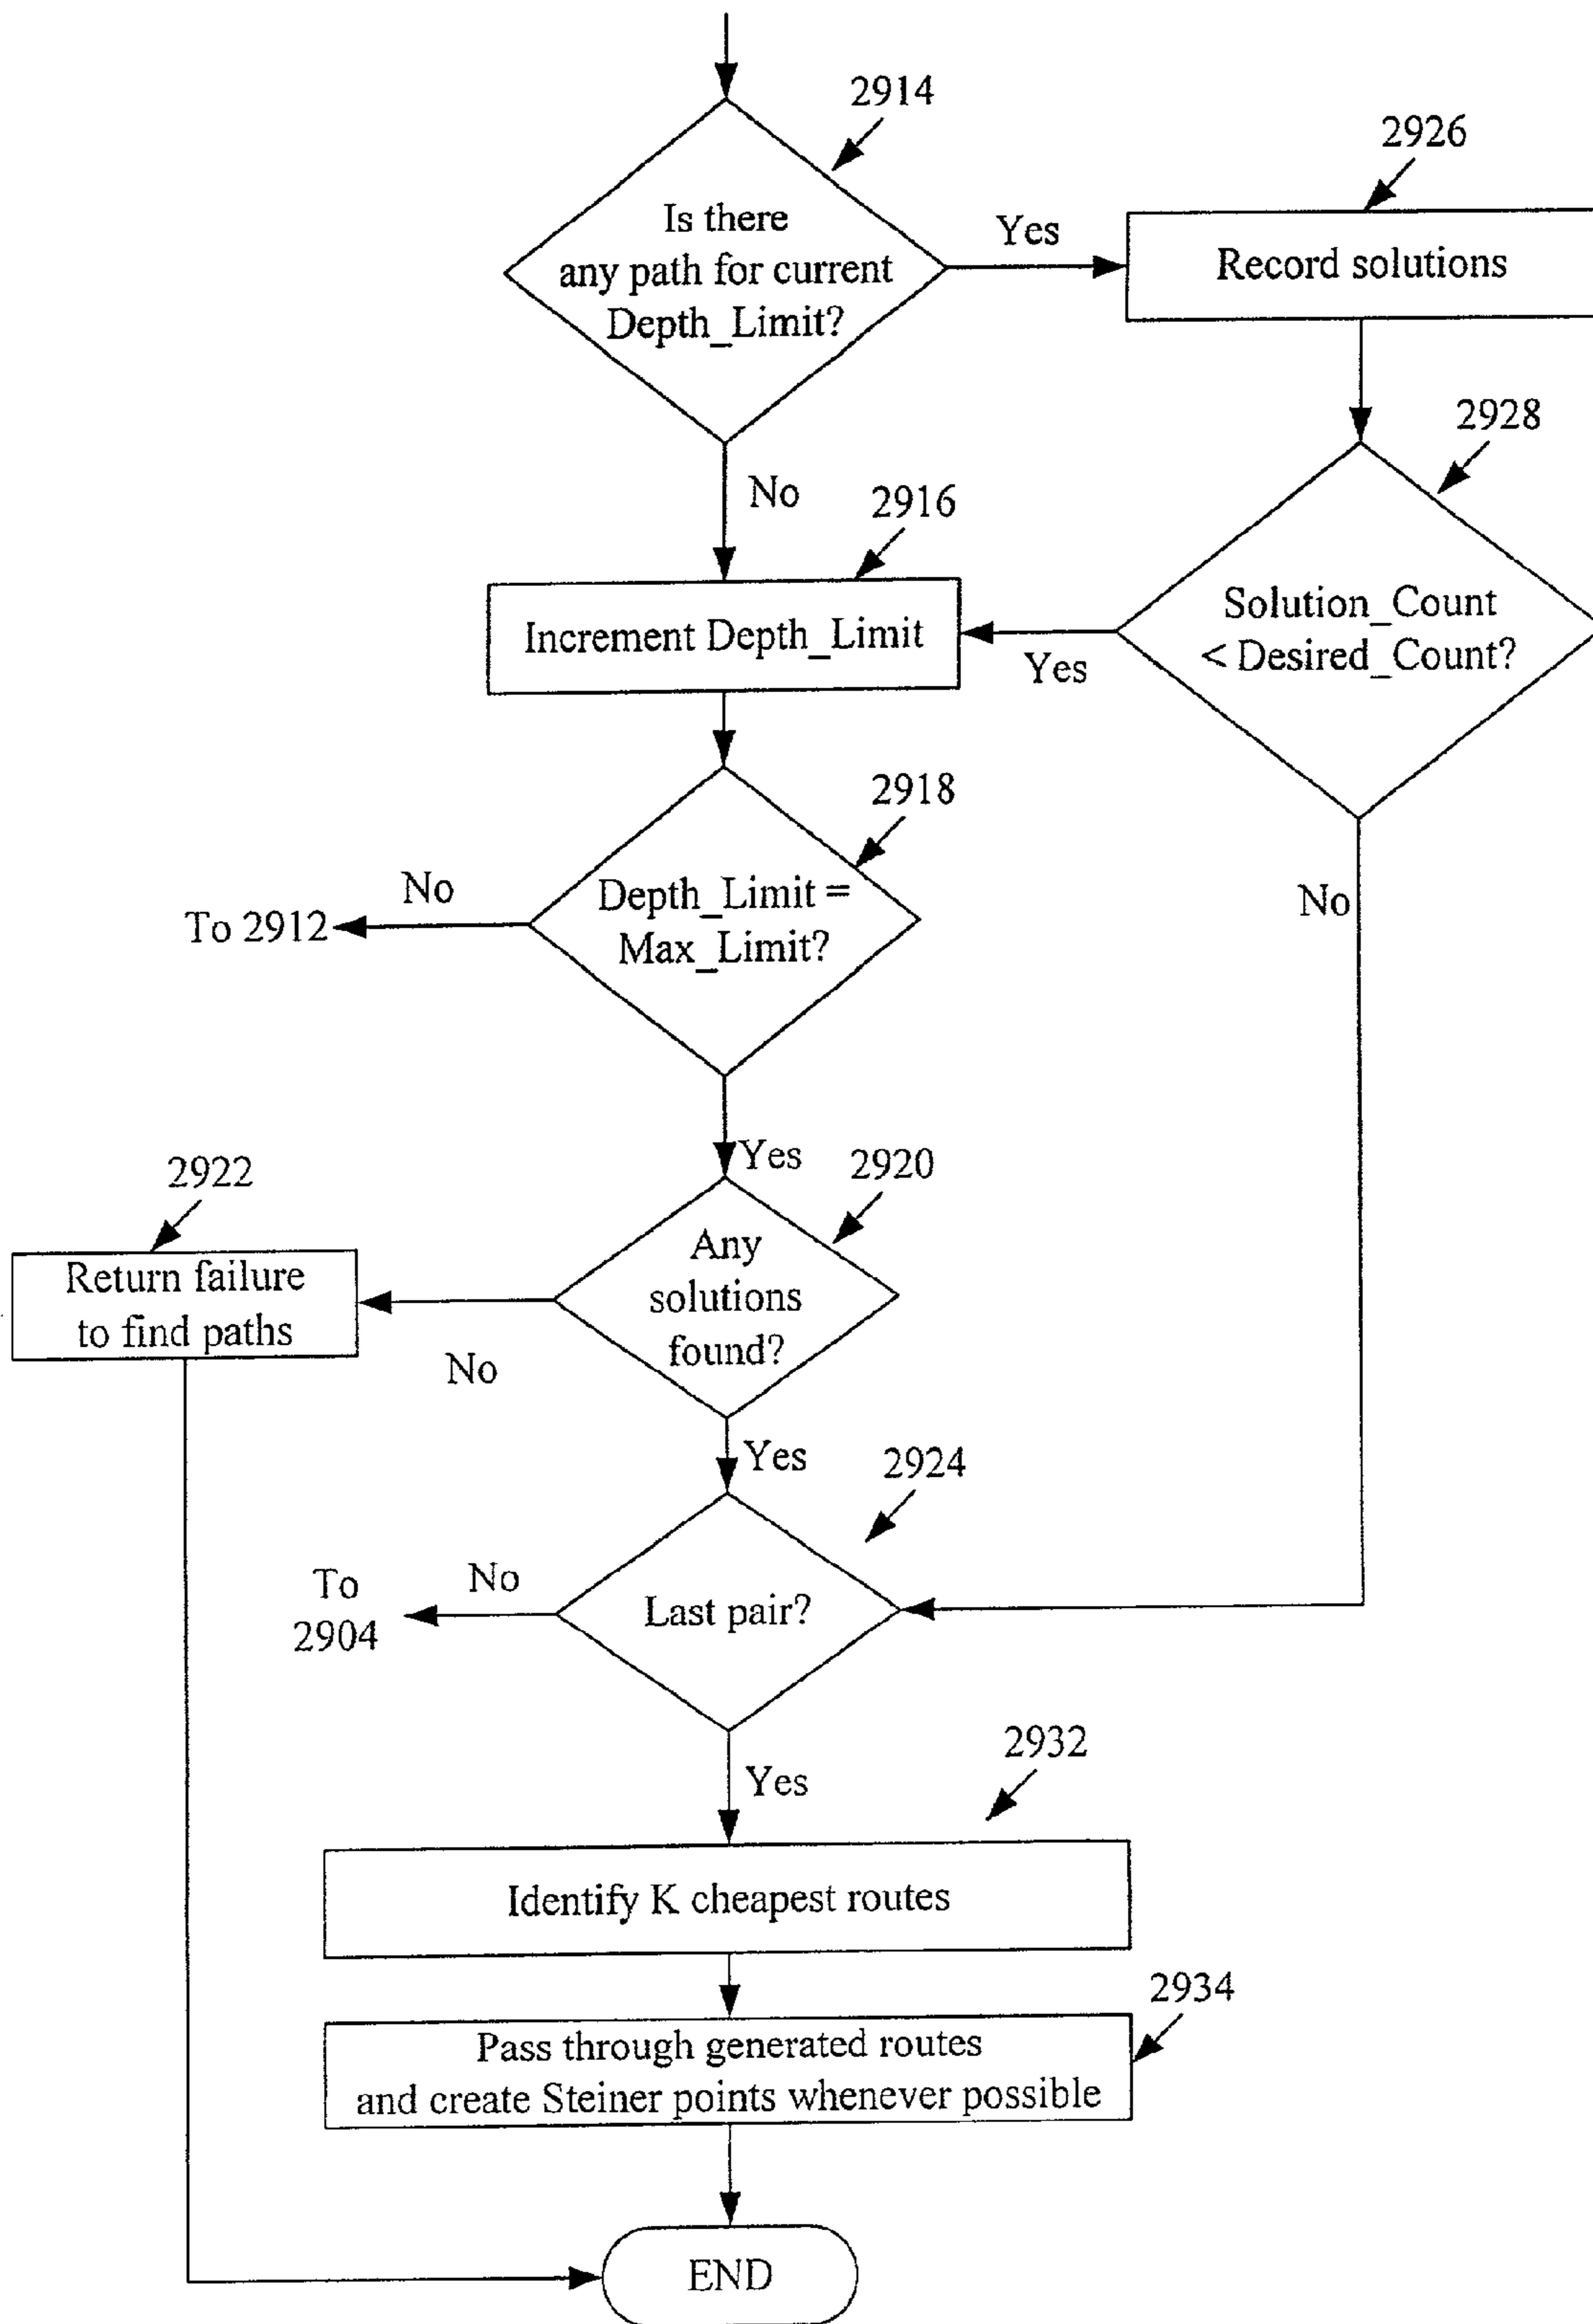 2914
Is there
any path for current
Depth_Limit?
Yes
2926
Record solutions
2928
Solution_Count
< Desired_Count?
Yes
No
No
2916
Increment Depth_Limit
2918
Depth_Limit =
Max_Limit?
No
To 2912
Yes
2920
Any
solutions
found?
No
2922
Return failure
to find paths
Yes
2924
Last pair?
No
To
2904
Yes
2932
Identify K cheapest routes
2934
Pass through generated routes
and create Steiner points whenever possible
END